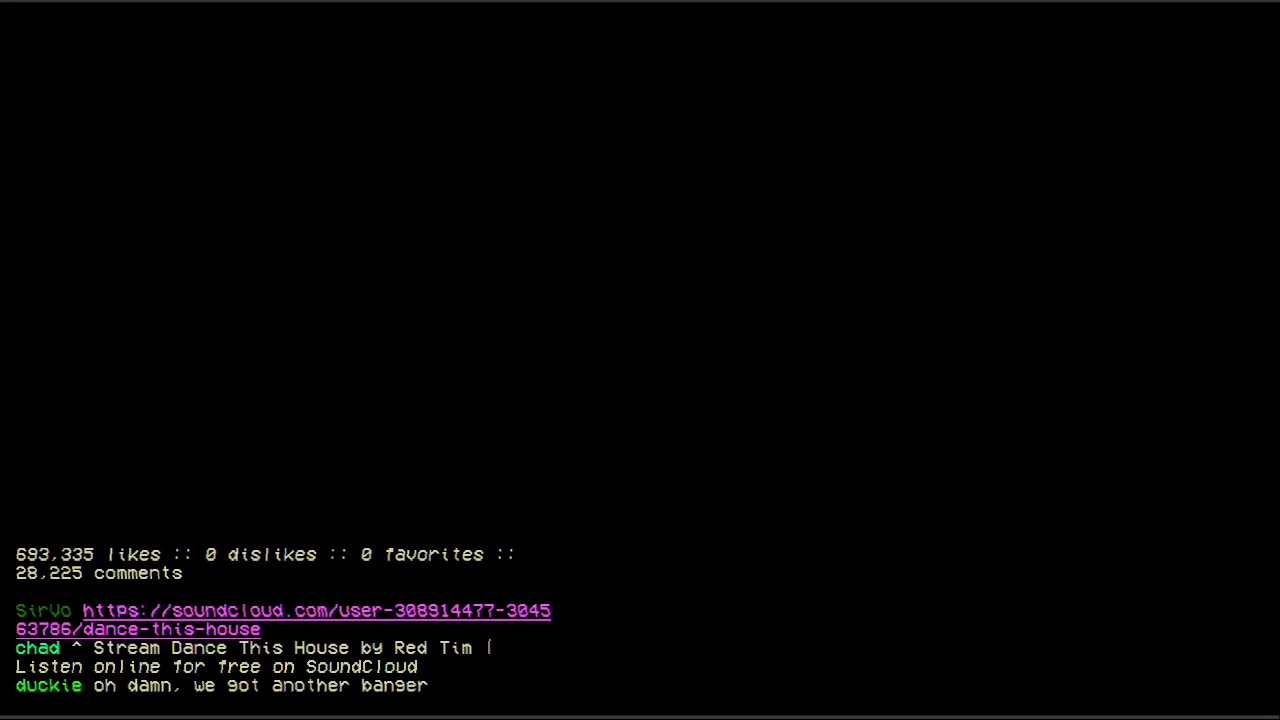 693,335 likes :: 0 dislikes :: 0 favorites ::
28,225 comments
SirVo https://soundcloud.com/user-308914477-3045
63786/dance-this-house
chad ^ Stream Dance This House by Red Tim |
Listen online for free on SoundCloud
duckie oh damn, we got another banger